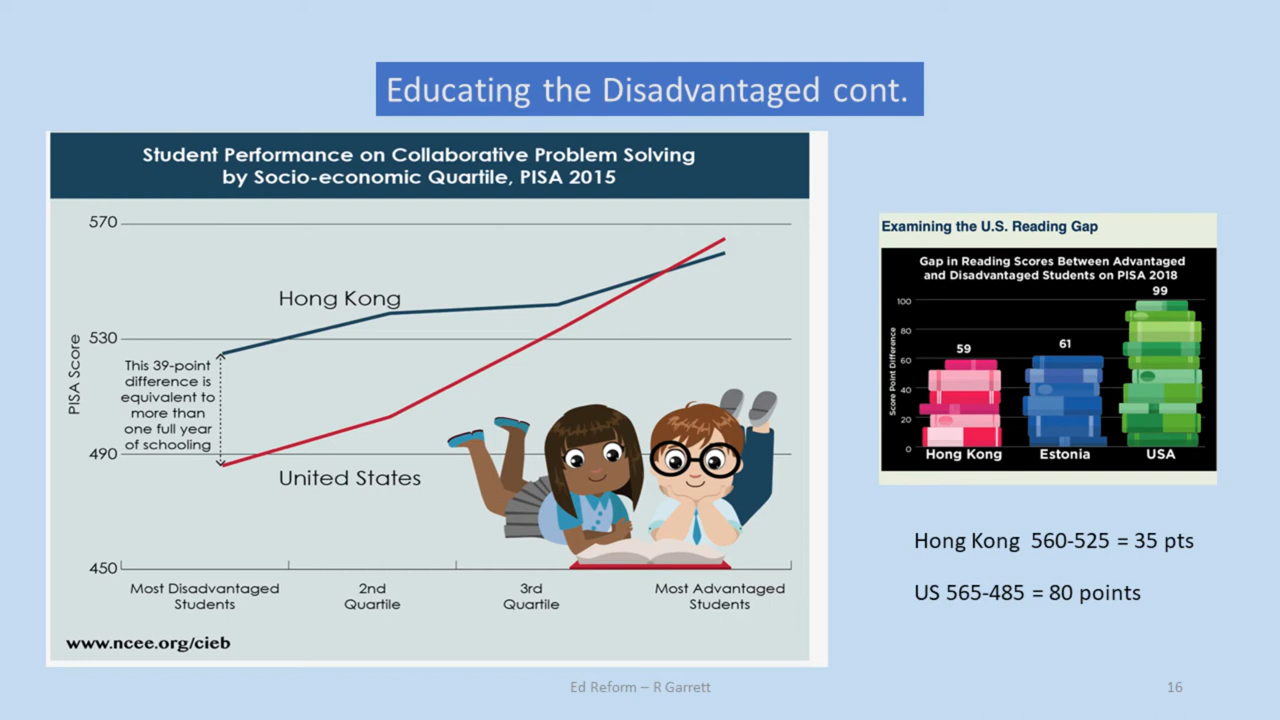 Educating the Disadvantaged cont.
Student Performance on Collaborative Problem Solving
by Socio-economic Quartile, PISA 2015
570
530
490
450
PISA Score
Hong Kong
This 39-point
difference is
equivalent to
more than
one full year
of schooling
United States
Most Disadvantaged
Students
2nd
Quartile
3rd
Quartile
Most Advantaged
Students
www.ncee.org/cieb
Examining the U.S. Reading Gap
Gap in Reading Scores Between Advantaged
and Disadvantaged Students on PISA 2018
100
80
60
40
20
0
Score Point Difference
59
61
99
Hong Kong
Estonia
USA
Hong Kong 560-525 = 35 pts
US 565-485 = 80 points
Ed Reform – R Garrett
16